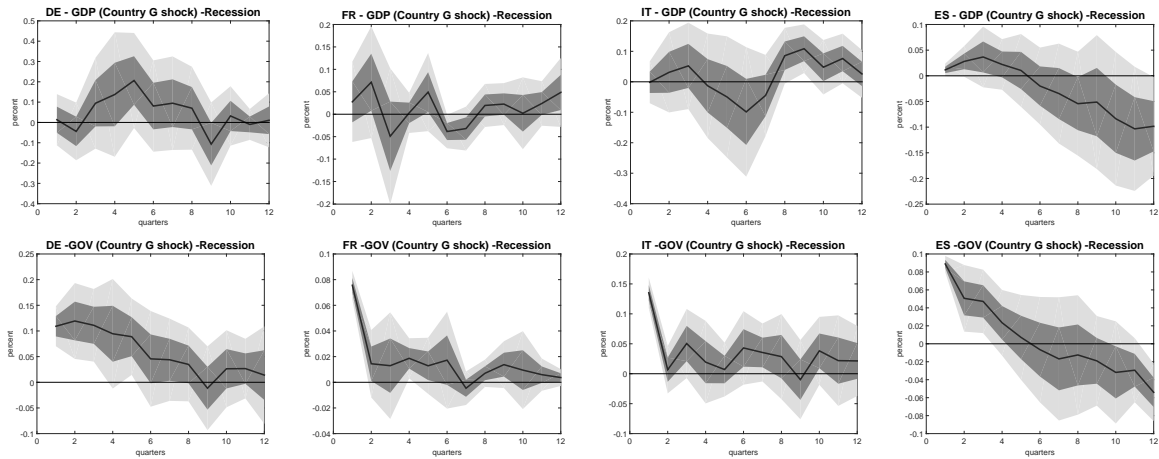 DE - GDP (Country G shock) -Recession
0.5
0.4
0.3
0.2
0.1
0
-0.1
-0.2
-0.3
-0.4
percent
0 2 4 6 8 10 12
quarters
FR - GDP (Country G shock) -Recession
0.2
0.15
0.1
0.05
0
-0.05
-0.1
-0.15
-0.2
percent
0 2 4 6 8 10 12
quarters
IT - GDP (Country G shock) -Recession
0.2
0.1
0
-0.1
-0.2
-0.3
-0.4
percent
0 2 4 6 8 10 12
quarters
ES - GDP (Country G shock) -Recession
0.1
0.05
0
-0.05
-0.1
-0.15
-0.2
-0.25
percent
0 2 4 6 8 10 12
quarters
DE -GOV (Country G shock) -Recession
0.25
0.2
0.15
0.1
0.05
0
-0.05
-0.1
percent
0 2 4 6 8 10 12
quarters
FR -GOV (Country G shock) -Recession
0.1
0.08
0.06
0.04
0.02
0
-0.02
-0.04
percent
0 2 4 6 8 10 12
quarters
IT -GOV (Country G shock) -Recession
0.2
0.15
0.1
0.05
0
-0.05
-0.1
percent
0 2 4 6 8 10 12
quarters
ES -GOV (Country G shock) -Recession
0.1
0.08
0.06
0.04
0.02
0
-0.02
-0.04
-0.06
-0.08
-0.1
percent
0 2 4 6 8 10 12
quarters